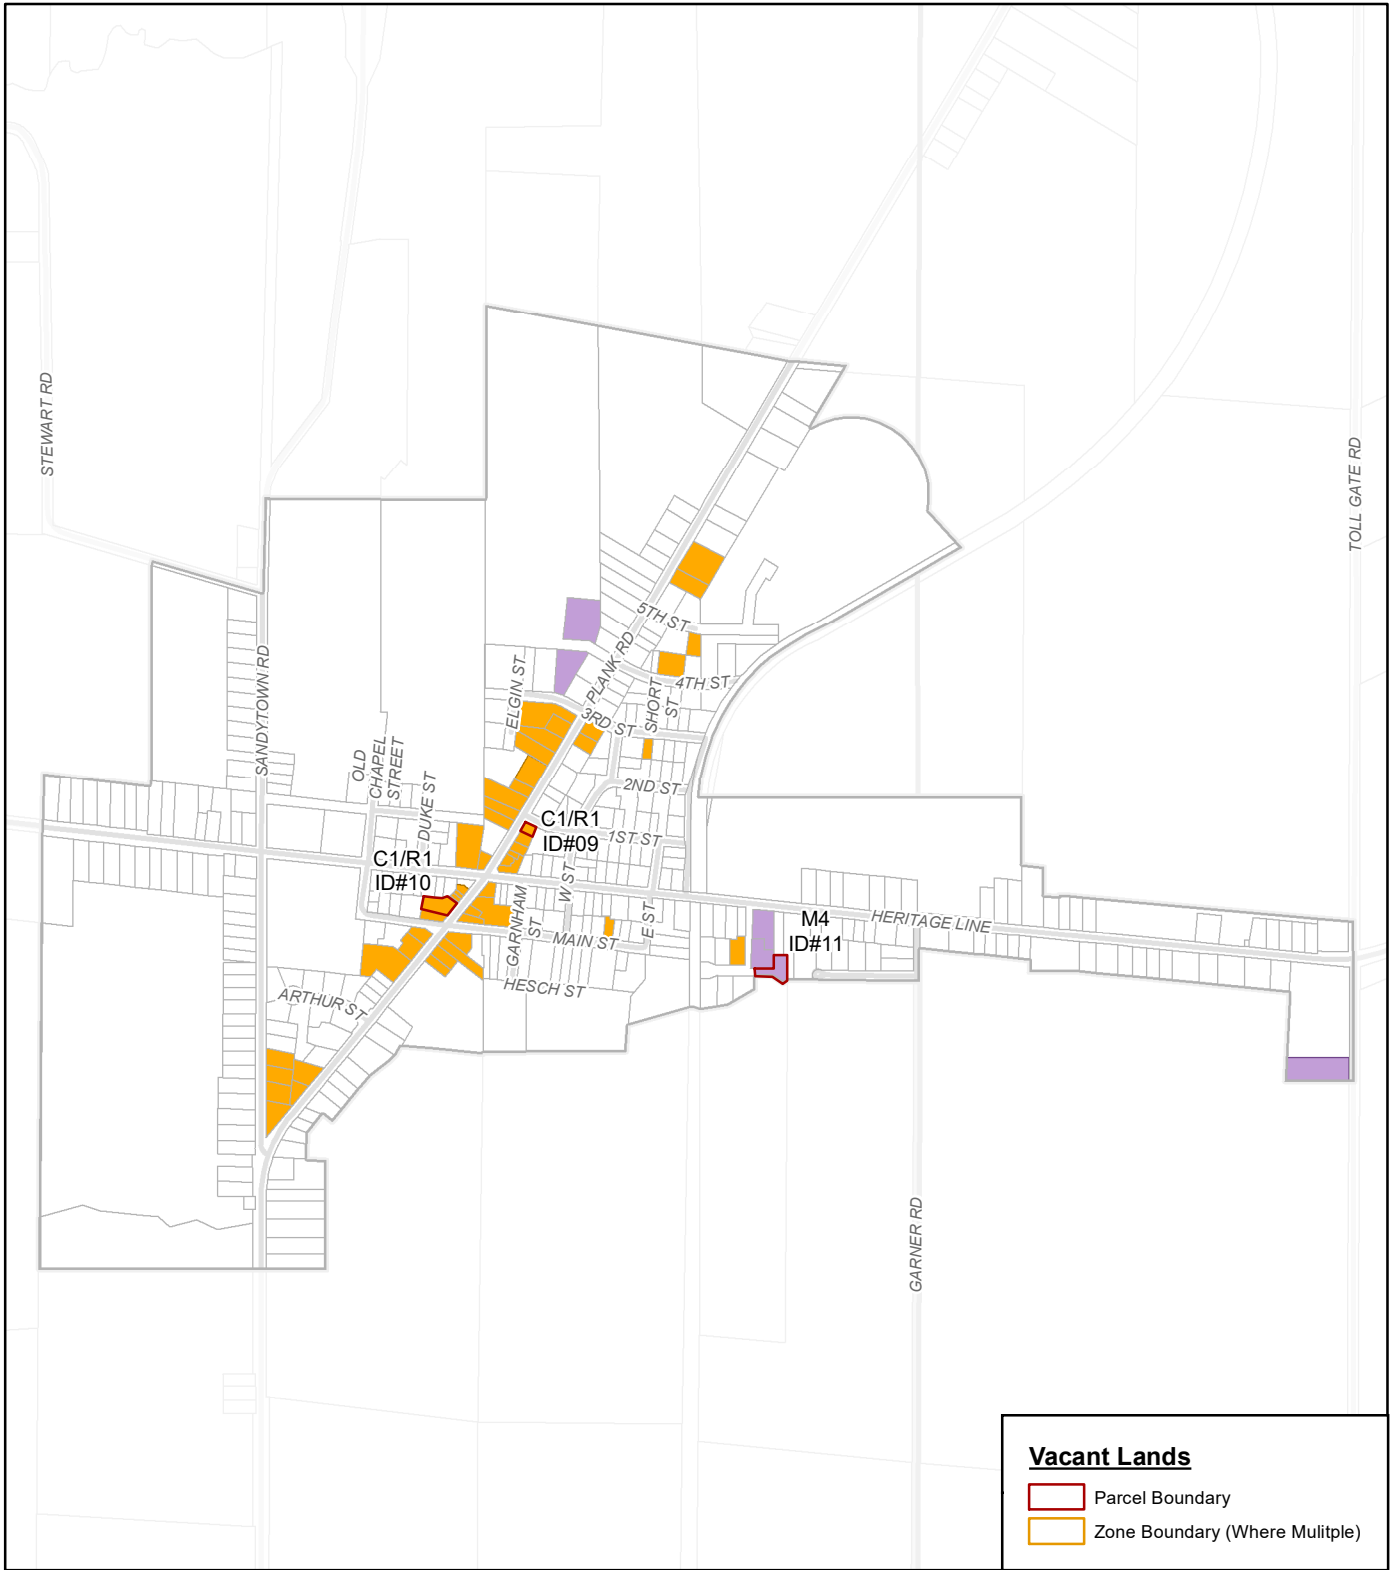 STEWART RD
TOLL GATE RD
SANDYTOWN RD
5TH ST
PLANK RD
ELGIN ST
SHORT
ST
4TH ST
3RD ST
OLD
CHAPEL
STREET
DUKE ST
2ND ST
C1/R1
ID#09
1ST ST
C1/R1
ID#10
W ST
GARNHAM
ST
E ST
MAIN ST
M4
ID#11
HERITAGE LINE
HESCH ST
ARTHUR ST
GARNER RD
Vacant Lands
Parcel Boundary
Zone Boundary (Where Mulitple)